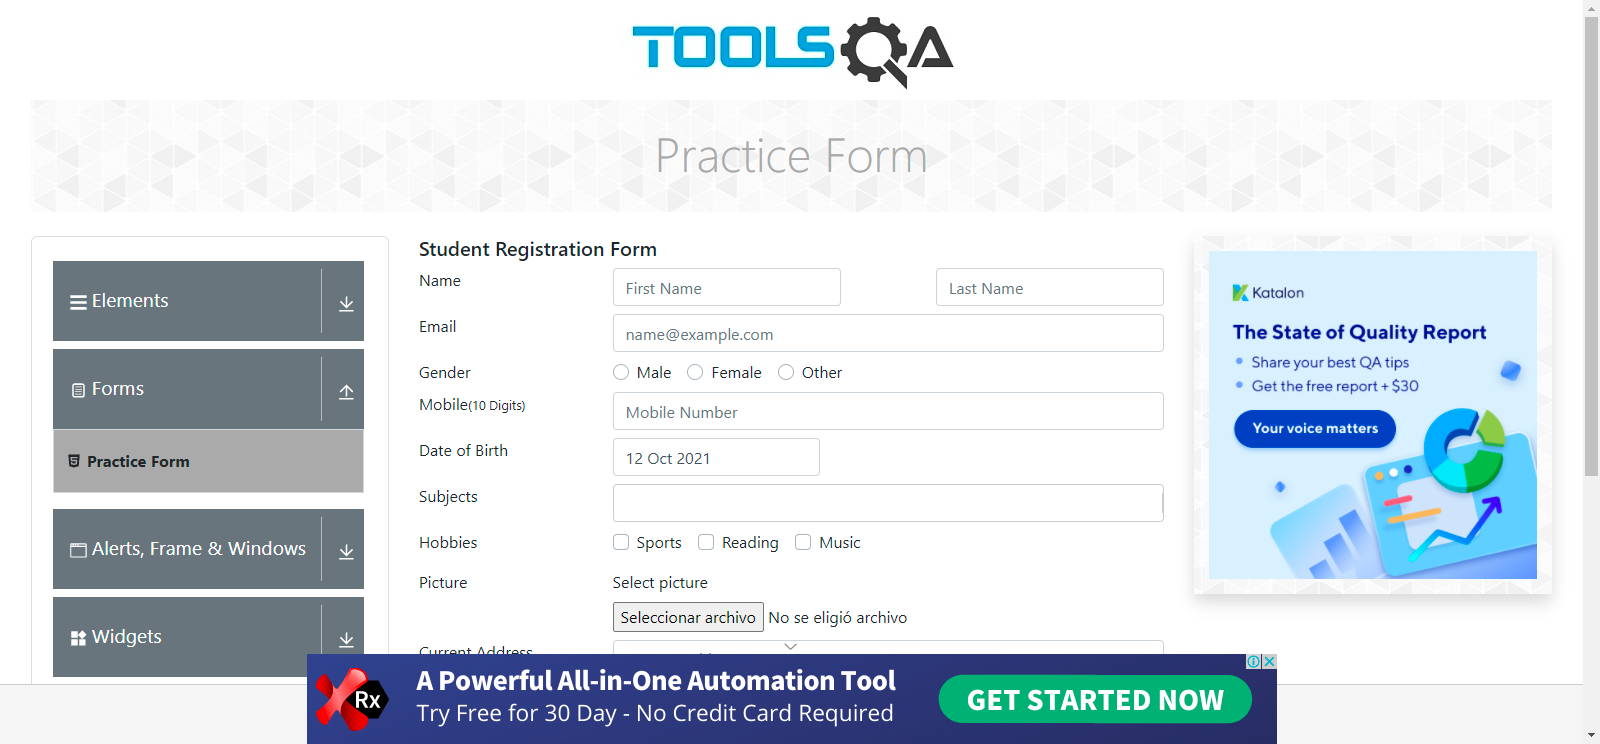 TOOLSQA
Practice Form
Elements
Forms
Practice Form
Alerts, Frame & Windows
Widgets
Student Registration Form
Name
First Name
Last Name
Email
name@example.com
Gender
Male
Female
Other
Mobile(10 Digits)
Mobile Number
Date of Birth
12 Oct 2021
Subjects
Hobbies
Sports
Reading
Music
Picture
Select picture
Seleccionar archivo No se eligió archivo
Current Address
Katalon
The State of Quality Report
Share your best QA tips
Get the free report + $30
Your voice matters
Rx
A Powerful All-in-One Automation Tool
Try Free for 30 Day - No Credit Card Required
GET STARTED NOW